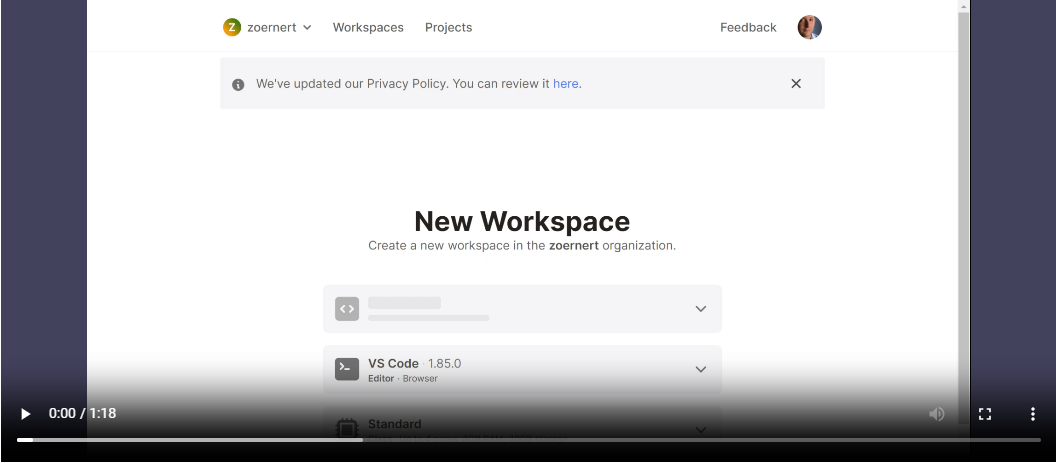 Z zoernert Workspaces Projects Feedback
We've updated our Privacy Policy. You can review it here.
New Workspace
Create a new workspace in the zoernert organization.
VS Code · 1.85.0
Editor · Browser
Standard
0:00 / 1:18